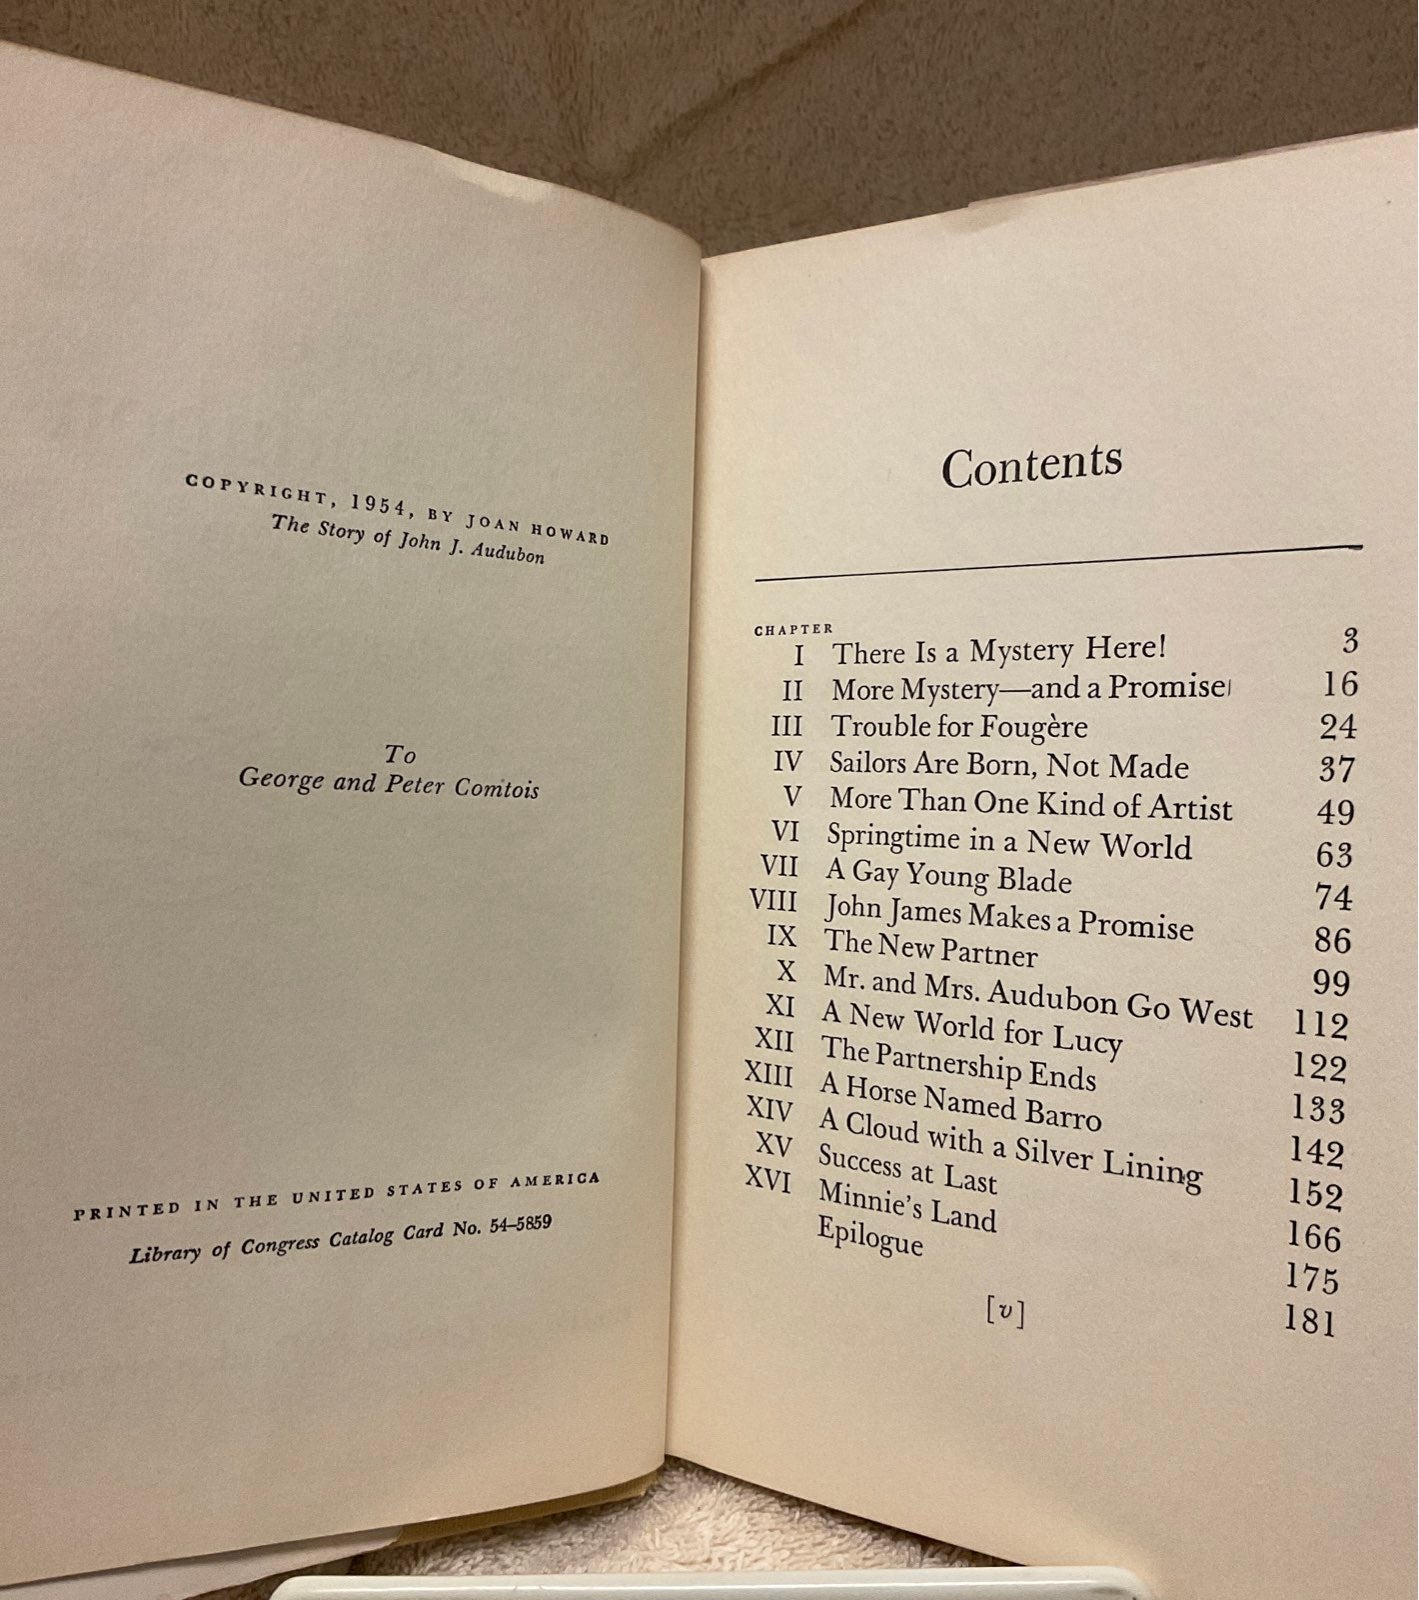 COPYRIGHT, 1954, BY JOAN HOWARD
The Story of John J. Audubon
To
George and Peter Comtois
PRINTED IN THE UNITED STATES OF AMERICA
Library of Congress Catalog Card No. 54–5859
Contents
CHAPTER
I There Is a Mystery Here! 3
II More Mystery—and a Promise 16
III Trouble for Fougère 24
IV Sailors Are Born, Not Made 37
V More Than One Kind of Artist 49
VI Springtime in a New World 63
VII A Gay Young Blade 74
VIII John James Makes a Promise 86
IX The New Partner 99
X Mr. and Mrs. Audubon Go West 112
XI A New World for Lucy 122
XII The Partnership Ends 133
XIII A Horse Named Barro 142
XIV A Cloud with a Silver Lining 152
XV Success at Last 166
XVI Minnie's Land 175
Epilogue 181
[v]